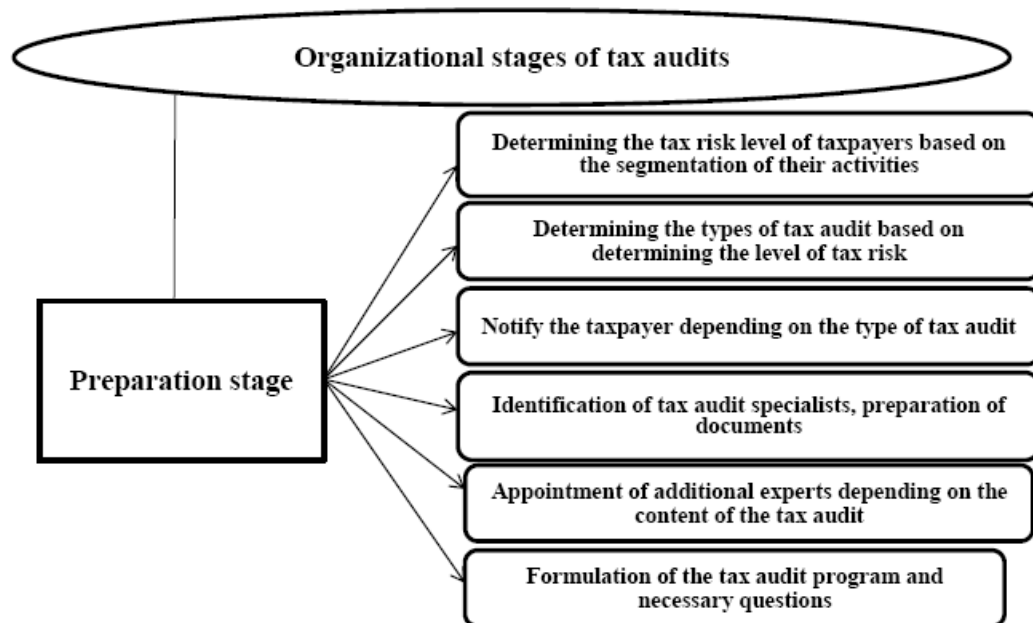 Organizational stages of tax audits
Determining the tax risk level of taxpayers based on
the segmentation of their activities
Determining the types of tax audit based on
determining the level of tax risk
Notify the taxpayer depending on the type of tax audit
Preparation stage
Identification of tax audit specialists, preparation of
documents
Appointment of additional experts depending on the
content of the tax audit
Formulation of the tax audit program and
necessary questions